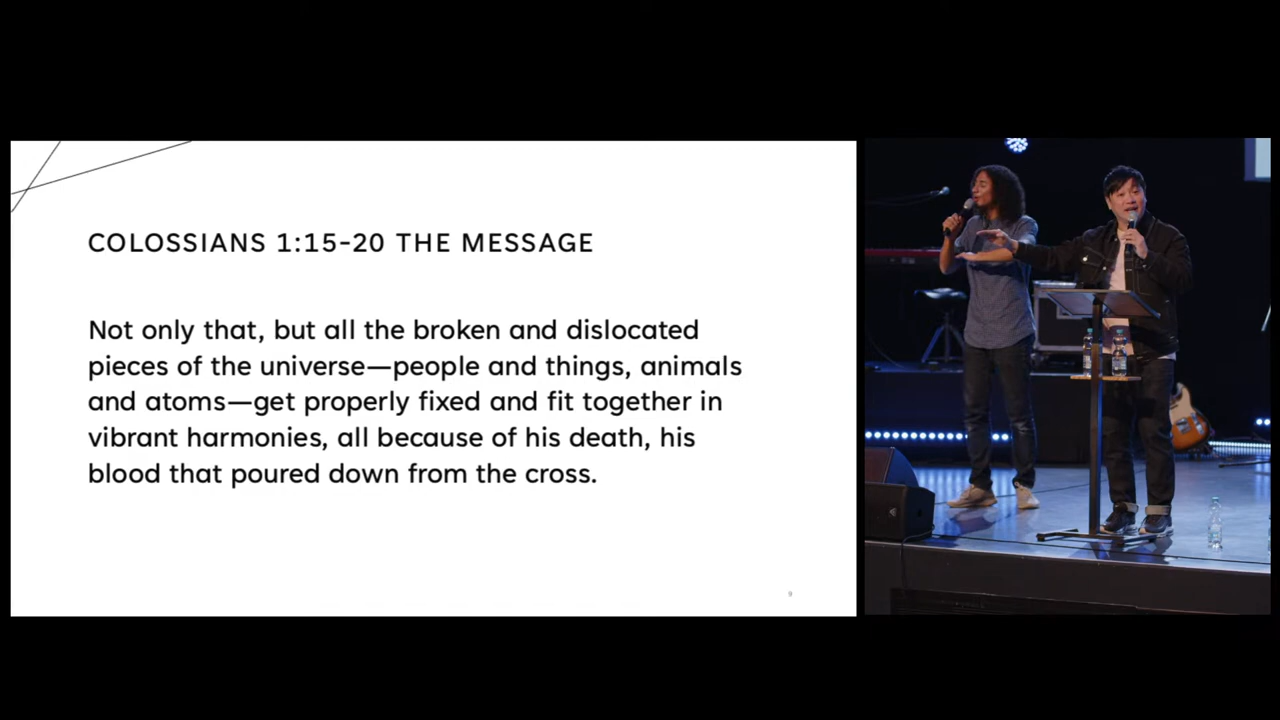 COLOSSIANS 1:15-20 THE MESSAGE
Not only that, but all the broken and dislocated
pieces of the universe—people and things, animals
and atoms—get properly fixed and fit together in
vibrant harmonies, all because of his death, his
blood that poured down from the cross.
9